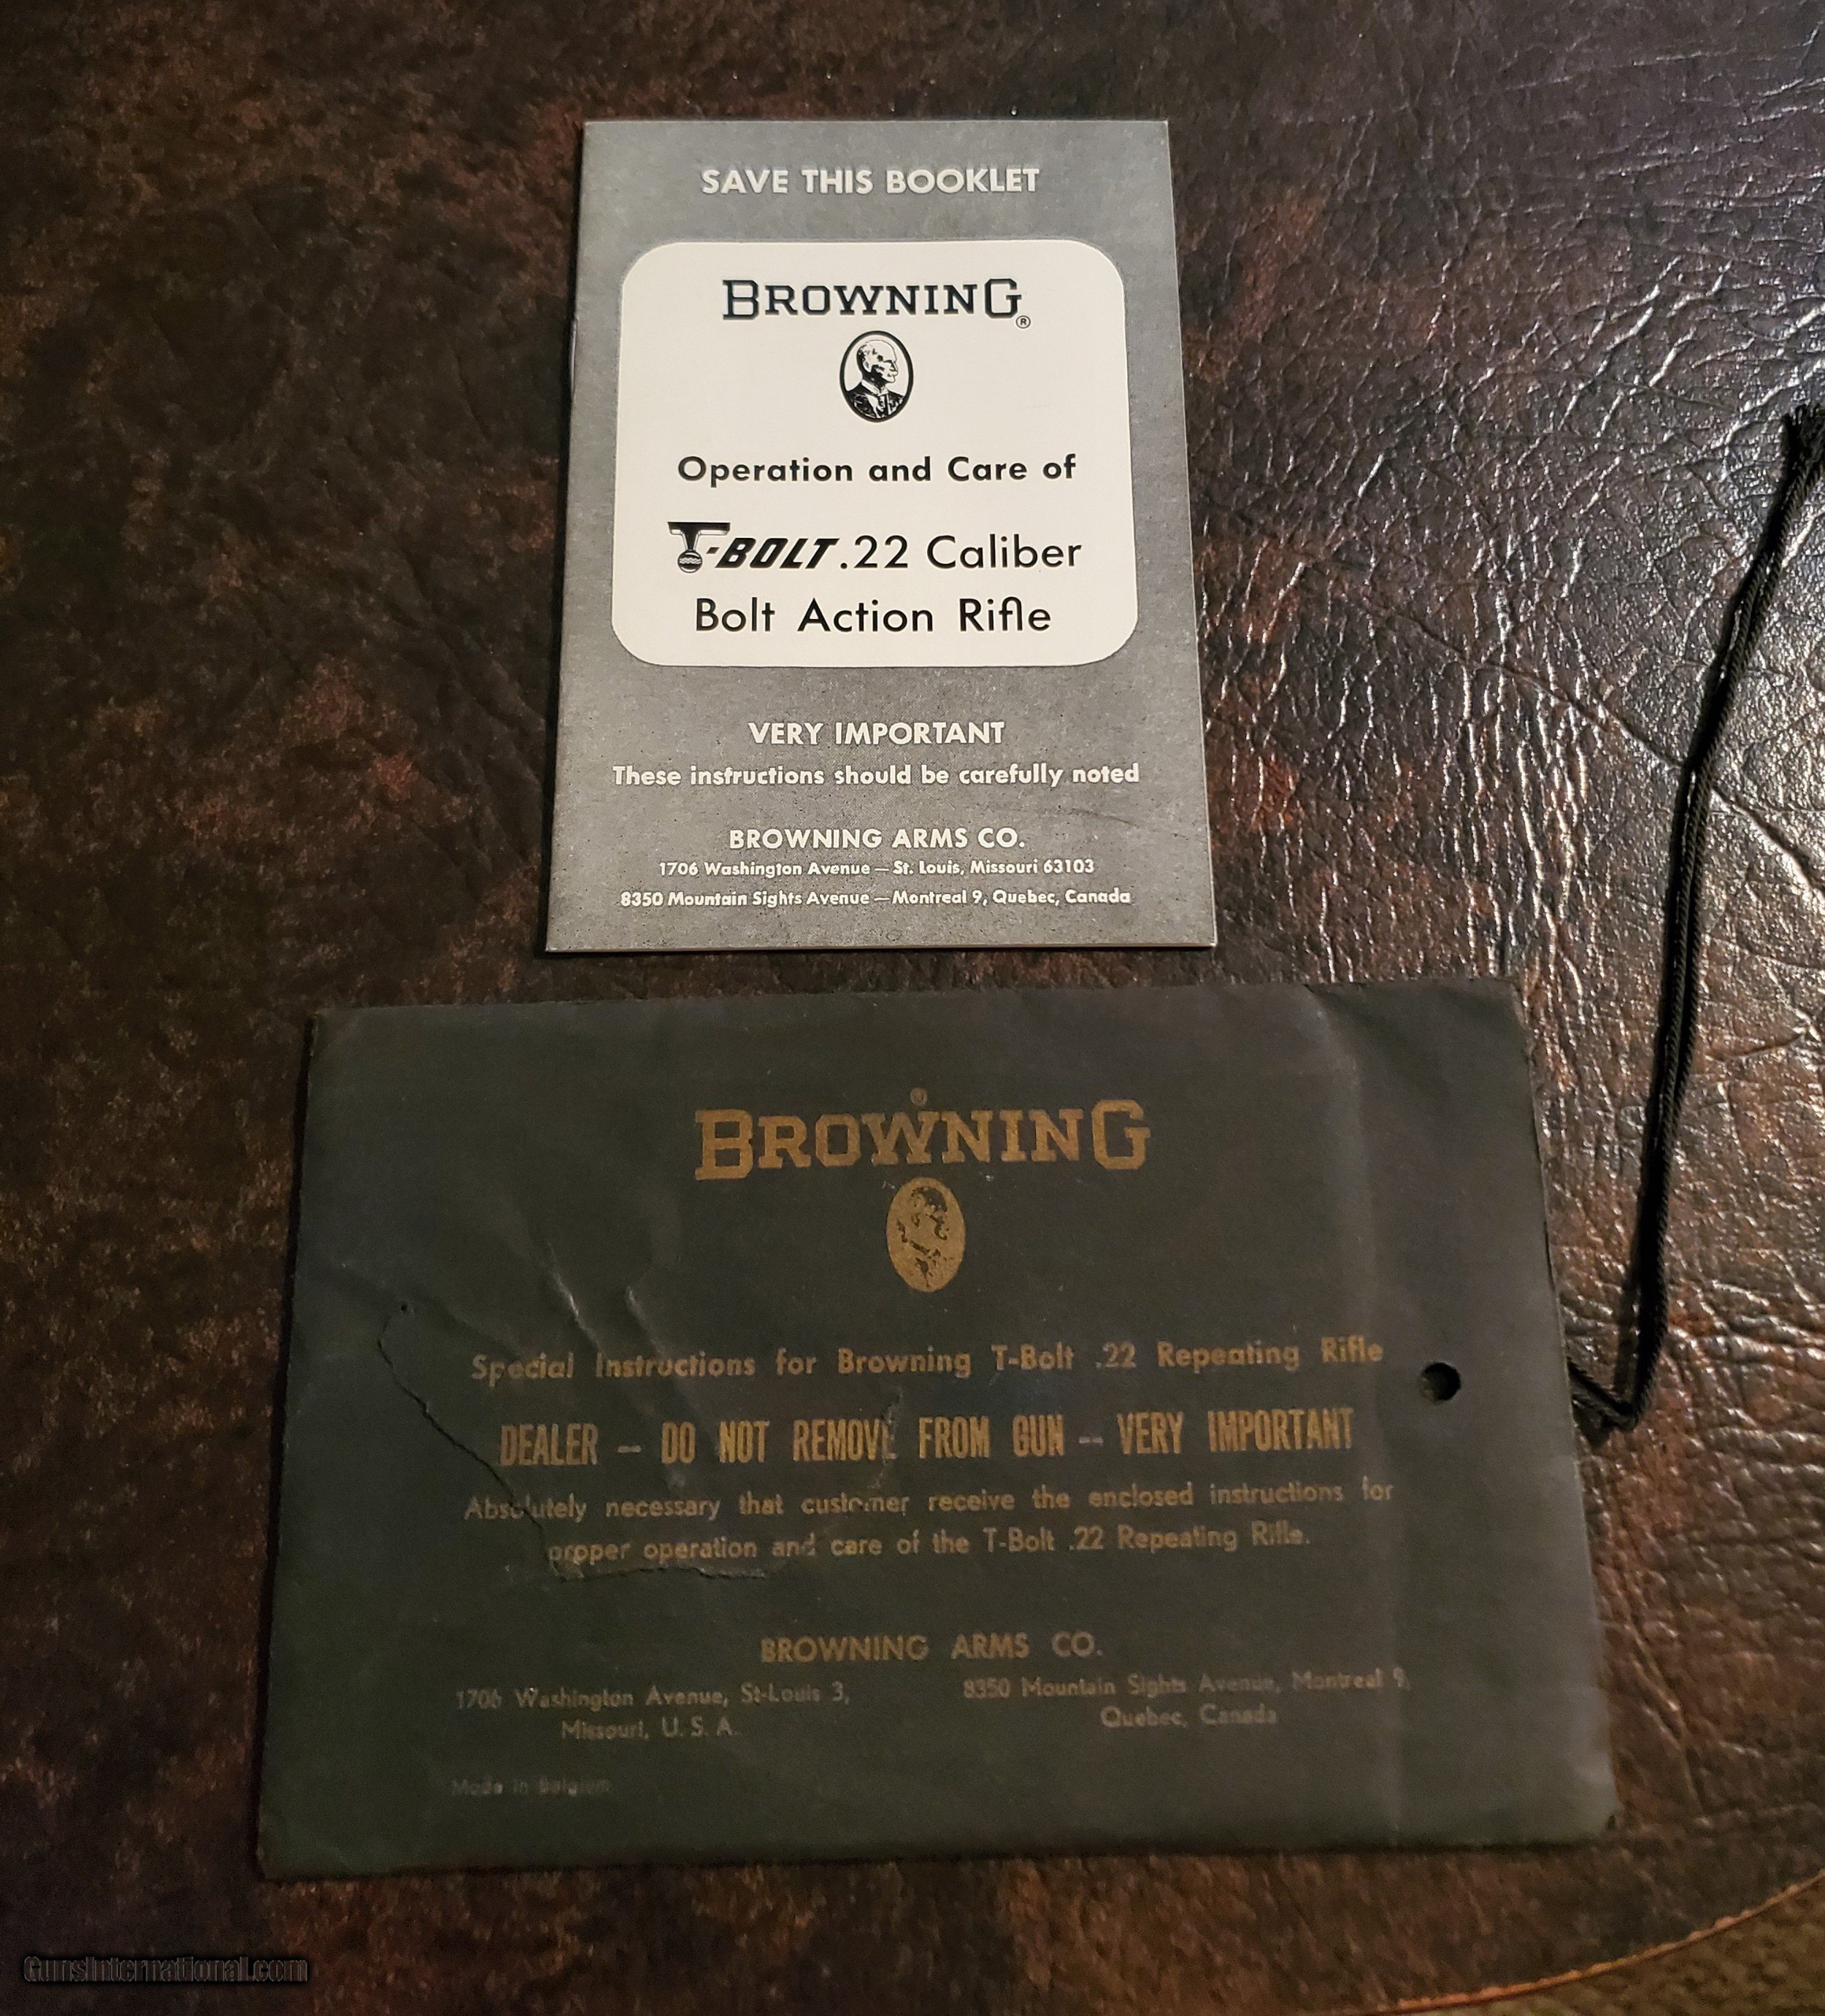 SAVE THIS BOOKLET
BROWNING®
Operation and Care of
T-BOLT .22 Caliber
Bolt Action Rifle
VERY IMPORTANT
These instructions should be carefully noted
BROWNING ARMS CO.
1706 Washington Avenue — St. Louis, Missouri 63103
8350 Mountain Sights Avenue — Montreal 9, Quebec, Canada
BROWNING®
Special Instructions for Browning T-Bolt .22 Repeating Rifle
DEALER -- DO NOT REMOVE FROM GUN -- VERY IMPORTANT
Absolutely necessary that customer receive the enclosed instructions for
proper operation and care of the T-Bolt .22 Repeating Rifle.
BROWNING ARMS CO.
1706 Washington Avenue, St-Louis 3,
Missouri, U. S. A.
8350 Mountain Sights Avenue, Montreal 9,
Quebec, Canada
Made in Belgium
GunsInternational.com